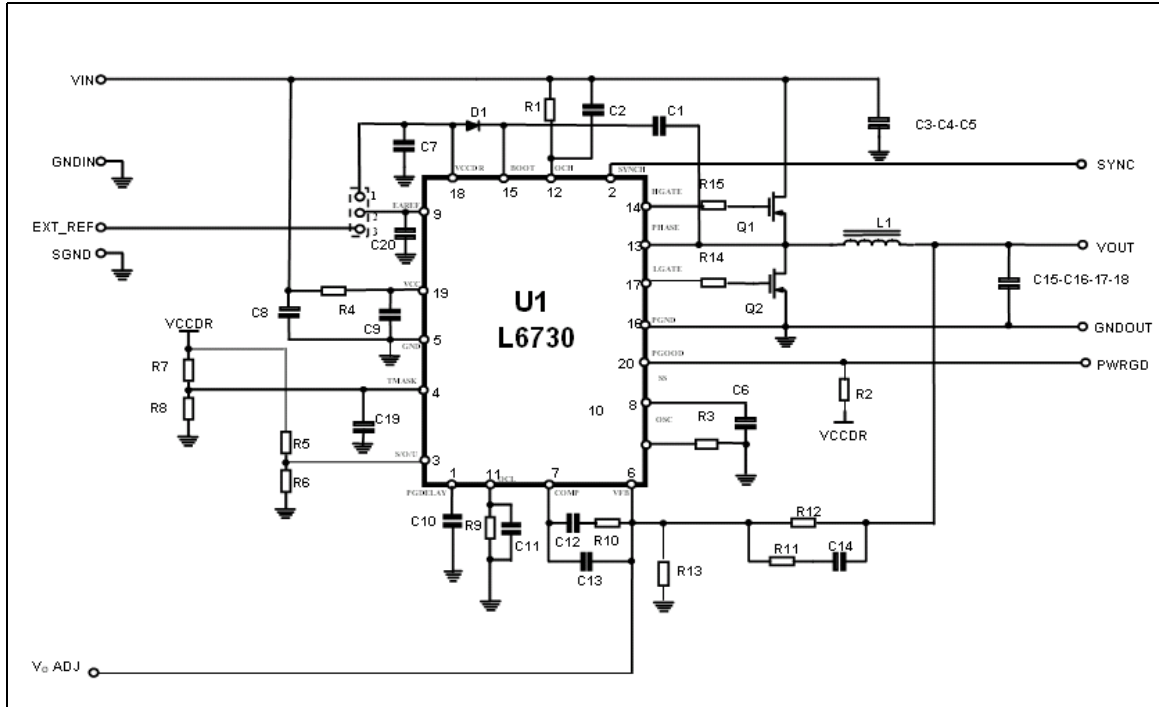 VIN
R1
C2
C1
C3-C4-C5
D1
C7
GNDIN
VCCDR
BOOT
OCH
SYNCH
SYNC
18
15
12
2
1
2
3
EAREF
9
HGATE
14
R15
Q1
EXT_REF
C20
PHASE
13
L1
VOUT
SGND
LGATE
17
R14
Q2
C15-C16-17-18
VCC
19
R4
C8
C9
U1
L6730
PGND
16
GNDOUT
GND
5
VCCDR
R7
R8
PGOOD
20
PWRGD
TMASK
4
C19
SS
8
C6
R2
VCCDR
10
OSC
R3
R5
R6
S/O/U
3
1
11
7
6
PGDELAY
OCL
COMP
VFB
C10
R9
C11
C12
R10
C13
R12
R11
C14
R13
Vo ADJ